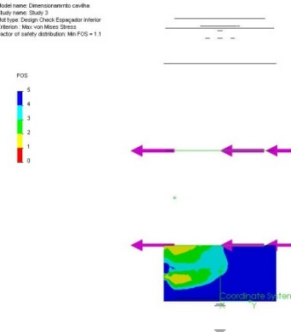 Model name: Dimensionamnto cavilha
Study name: Study 3
Plot type: Design Check Espaçador interior
Criterion : Max von Mises Stress
Factor of safety distribution: Min FOS = 1.1
FOS
5
4
3
2
1
0
Coordinate System
Y